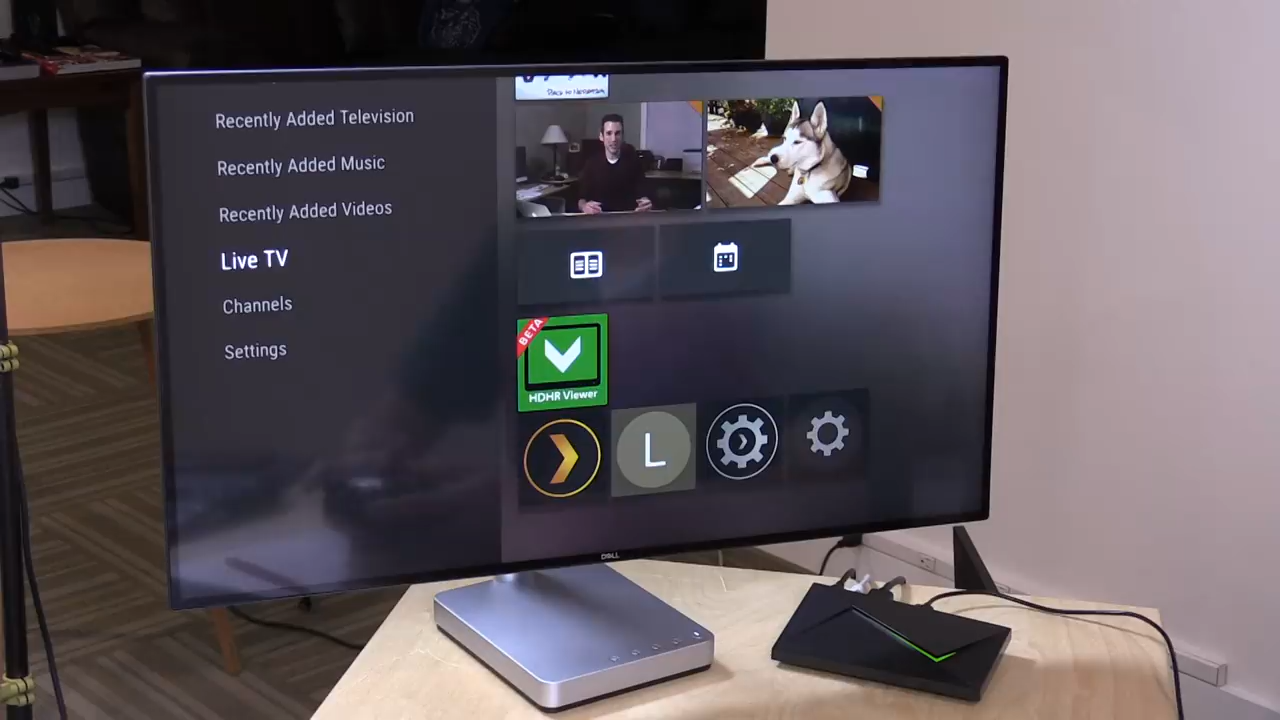 Recently Added Television
Recently Added Music
Recently Added Videos
Live TV
Channels
Settings
BETA
HDHR Viewer
L
DELL